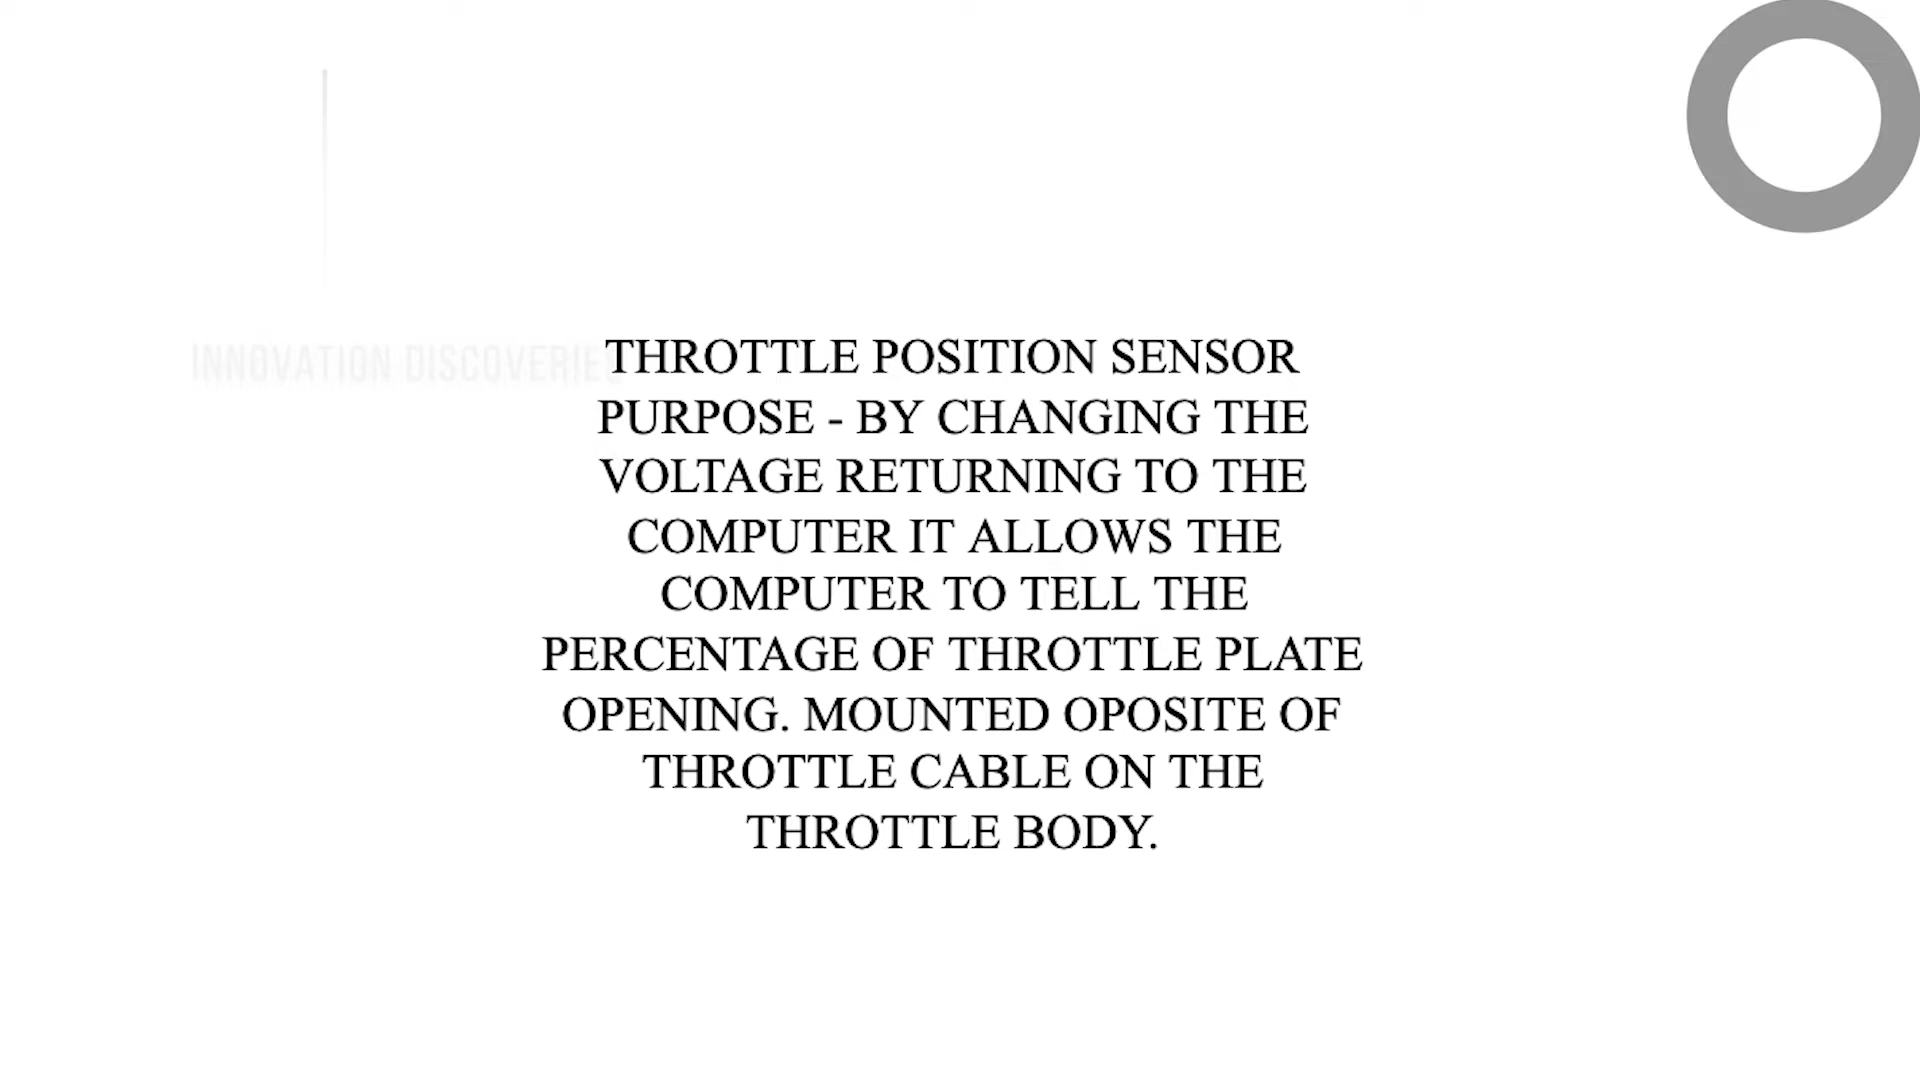 INNOVATION DISCOVERIES
THROTTLE POSITION SENSOR
PURPOSE - BY CHANGING THE
VOLTAGE RETURNING TO THE
COMPUTER IT ALLOWS THE
COMPUTER TO TELL THE
PERCENTAGE OF THROTTLE PLATE
OPENING. MOUNTED OPOSITE OF
THROTTLE CABLE ON THE
THROTTLE BODY.